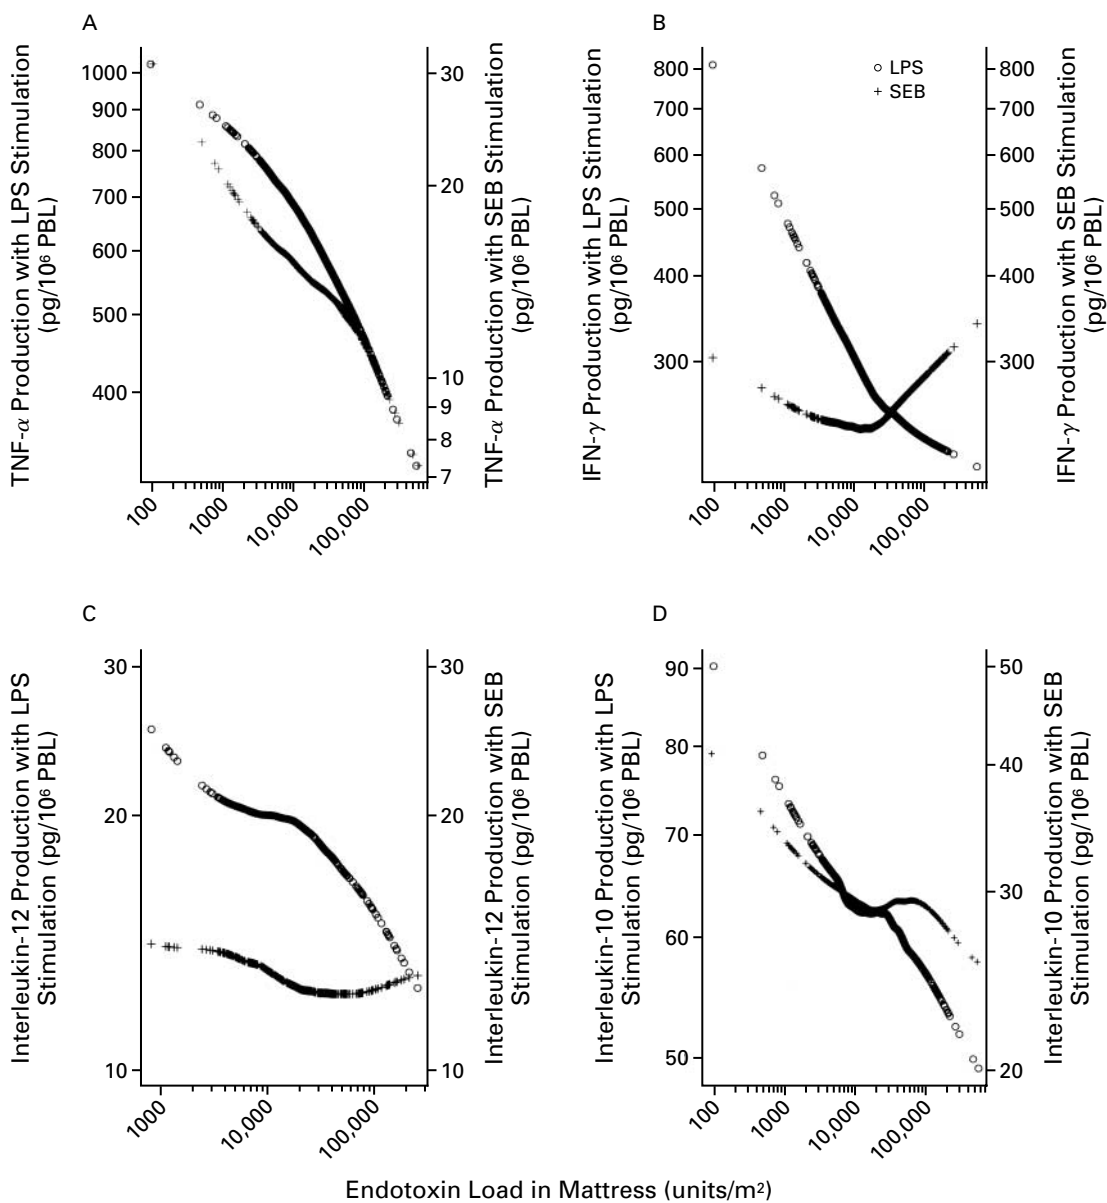 A
TNF-α Production with LPS Stimulation
(pg/10⁶ PBL)
1000
900
800
700
600
500
400
30
20
10
9
8
7
TNF-α Production with SEB Stimulation
(pg/10⁶ PBL)
100
1000
10,000
100,000
B
IFN-γ Production with LPS Stimulation
(pg/10⁶ PBL)
800
700
600
500
400
300
LPS
SEB
800
700
600
500
400
300
IFN-γ Production with SEB Stimulation
(pg/10⁶ PBL)
100
1000
10,000
100,000
C
Interleukin-12 Production with LPS
Stimulation (pg/10⁶ PBL)
30
20
10
30
20
10
Interleukin-12 Production with SEB
Stimulation (pg/10⁶ PBL)
1000
10,000
100,000
D
Interleukin-10 Production with LPS
Stimulation (pg/10⁶ PBL)
90
80
70
60
50
50
40
30
20
Interleukin-10 Production with SEB
Stimulation (pg/10⁶ PBL)
100
1000
10,000
100,000
Endotoxin Load in Mattress (units/m²)